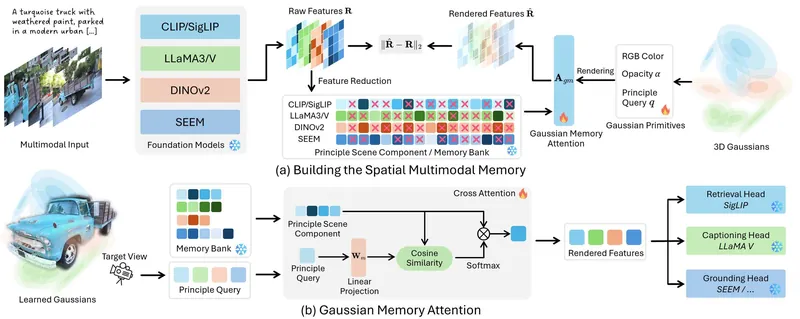 A turquoise truck with
weathered paint, parked
in a modern urban [...]
Multimodal Input
CLIP/SigLIP
LLaMA3/V
DINOv2
SEEM
Foundation Models
Raw Features R
‖R̂ − R‖₂
Rendered Features R̂
Feature Reduction
CLIP/SigLIP
LLaMA3/V
DINOv2
SEEM
Principle Scene Component / Memory Bank
A_gm
Gaussian Memory
Attention
Rendering
RGB Color
Opacity α
Principle
Query q
Gaussian Primitives
3D Gaussians
(a) Building the Spatial Multimodal Memory
Learned Gaussians
Target View
Memory Bank
Principle Query
Principle Scene
Component
Principle
Query
W_m
Linear
Projection
Cosine
Similarity
Softmax
Cross Attention
Rendered Features
Retrieval Head
SigLIP
Captioning Head
LLaMA V
Grounding Head
SEEM / ...
(b) Gaussian Memory Attention